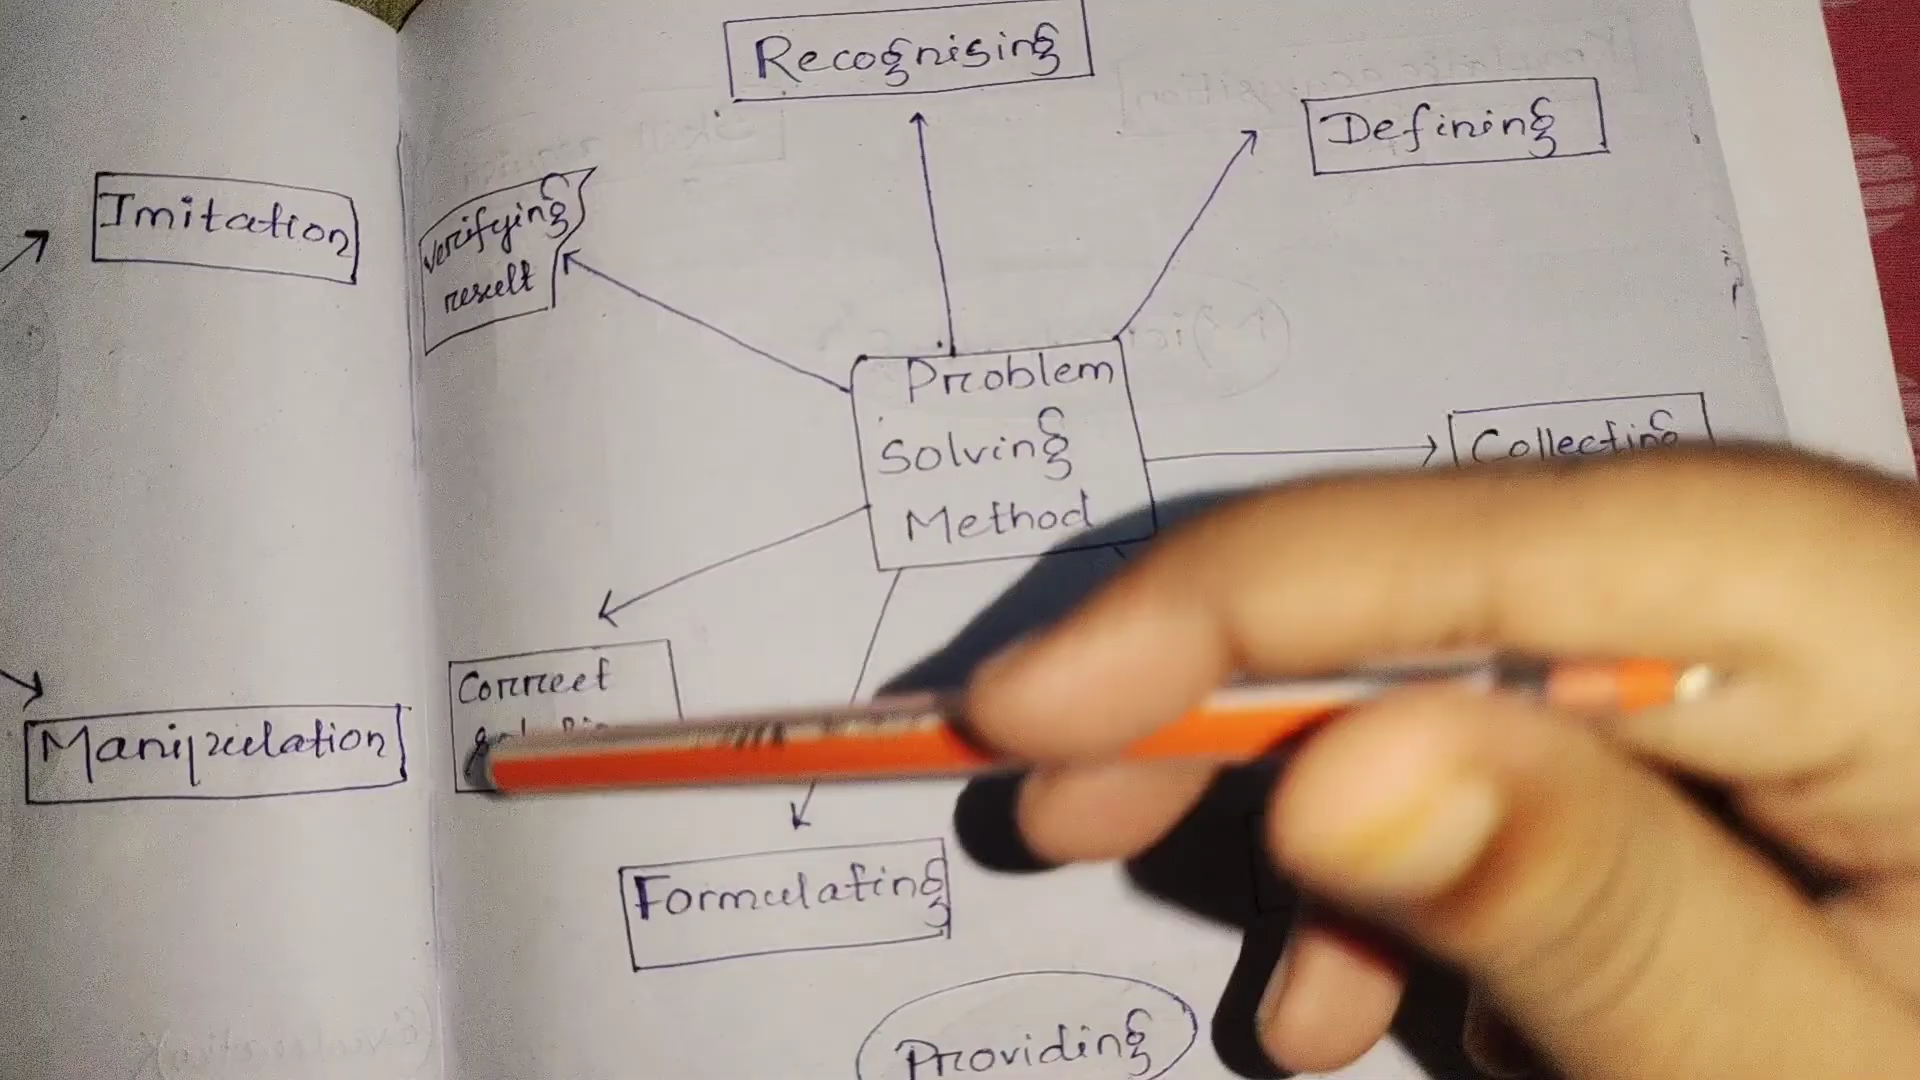 Recognising
Defining
Imitation
Verifying
result
Problem
Solving
Method
Collecting
Correct
Manipulation
Formulating
Providing